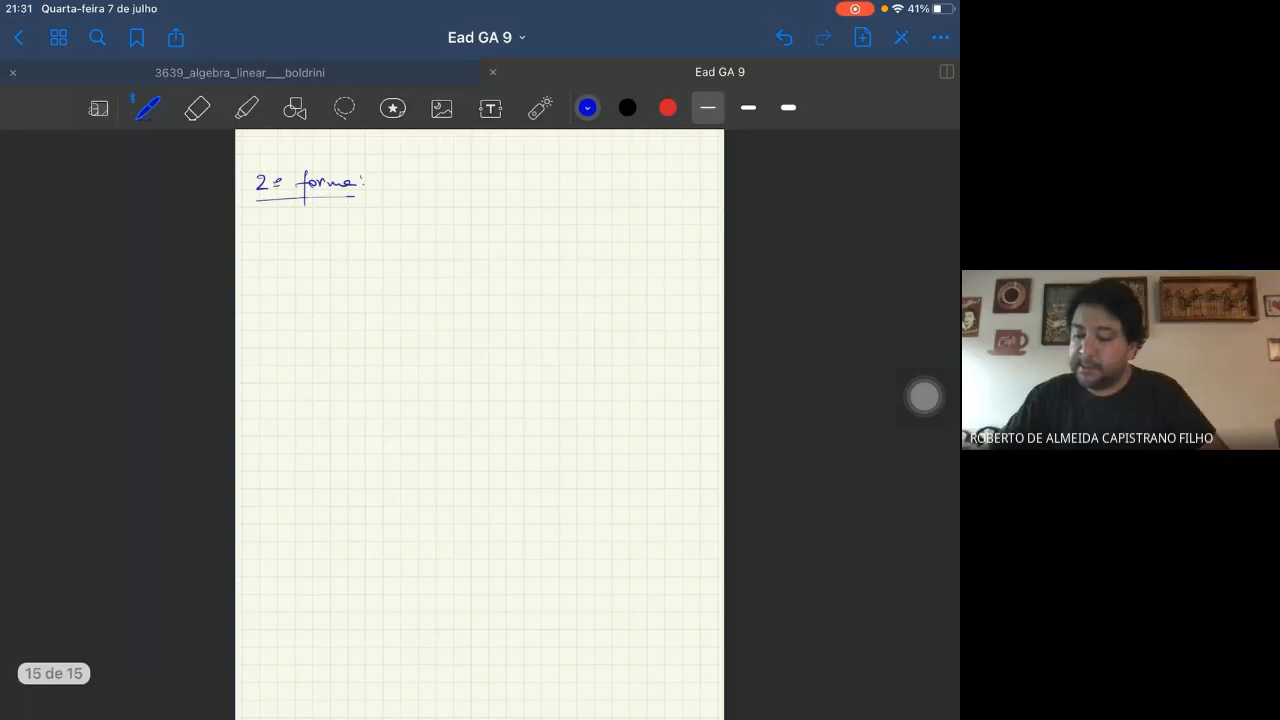 21:31 Quarta-feira 7 de julho 41%
Ead GA 9
3639_algebra_linear___boldrini
Ead GA 9
2ª forma:
ROBERTO DE ALMEIDA CAPISTRANO FILHO
15 de 15